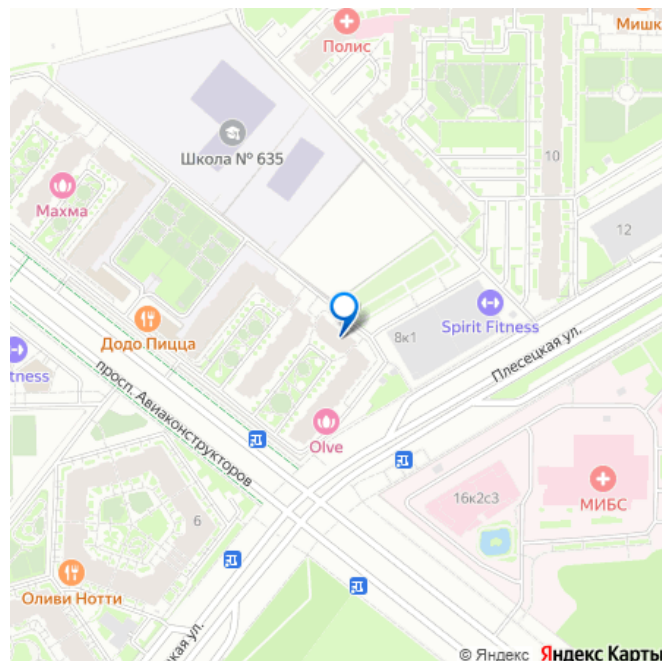 Полис
Мишк
Школа № 635
10
Махма
12
Spirit Fitness
Додо Пицца
8к1
Плесецкая ул.
tness
просп. Авиаконструкторов
Olve
16к2с3
МИБС
6
Оливи Нотти
ецкая ул.
© Яндекс Яндекс Карты